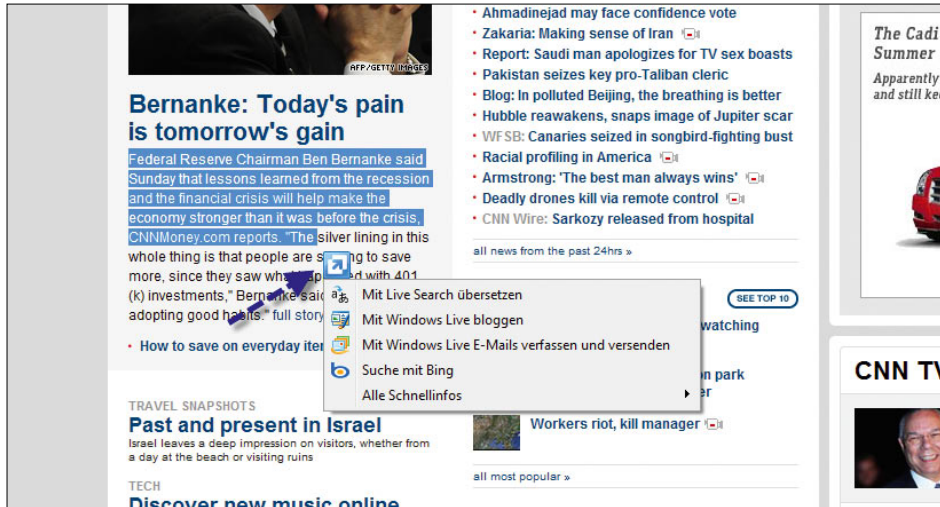 AFP/GETTY IMAGES
Bernanke: Today's pain
is tomorrow's gain
Federal Reserve Chairman Ben Bernanke said
Sunday that lessons learned from the recession
and the financial crisis will help make the
economy stronger than it was before the crisis,
CNNMoney.com reports. "The silver lining in this
whole thing is that people are to save
more, since they saw with 401
(k) investments," Bernanke said
adopting good habits." full story
• How to save on everyday
TRAVEL SNAPSHOTS
Past and present in Israel
Israel leaves a deep impression on visitors, whether from
a day at the beach or visiting ruins
TECH
Discover new music online
• Ahmadinejad may face confidence vote
• Zakaria: Making sense of Iran
• Report: Saudi man apologizes for TV sex boasts
• Pakistan seizes key pro-Taliban cleric
• Blog: In polluted Beijing, the breathing is better
• Hubble reawakens, snaps image of Jupiter scar
• WFSB: Canaries seized in songbird-fighting bust
• Racial profiling in America
• Armstrong: 'The best man always wins'
• Deadly drones kill via remote control
• CNN Wire: Sarkozy released from hospital
all news from the past 24hrs »
Mit Live Search übersetzen
Mit Windows Live bloggen
Mit Windows Live E-Mails verfassen und versenden
Suche mit Bing
Alle Schnellinfos
SEE TOP 10
watching
park
Workers riot, kill manager
all most popular »
The
Summer
Apparently
and still
CNN